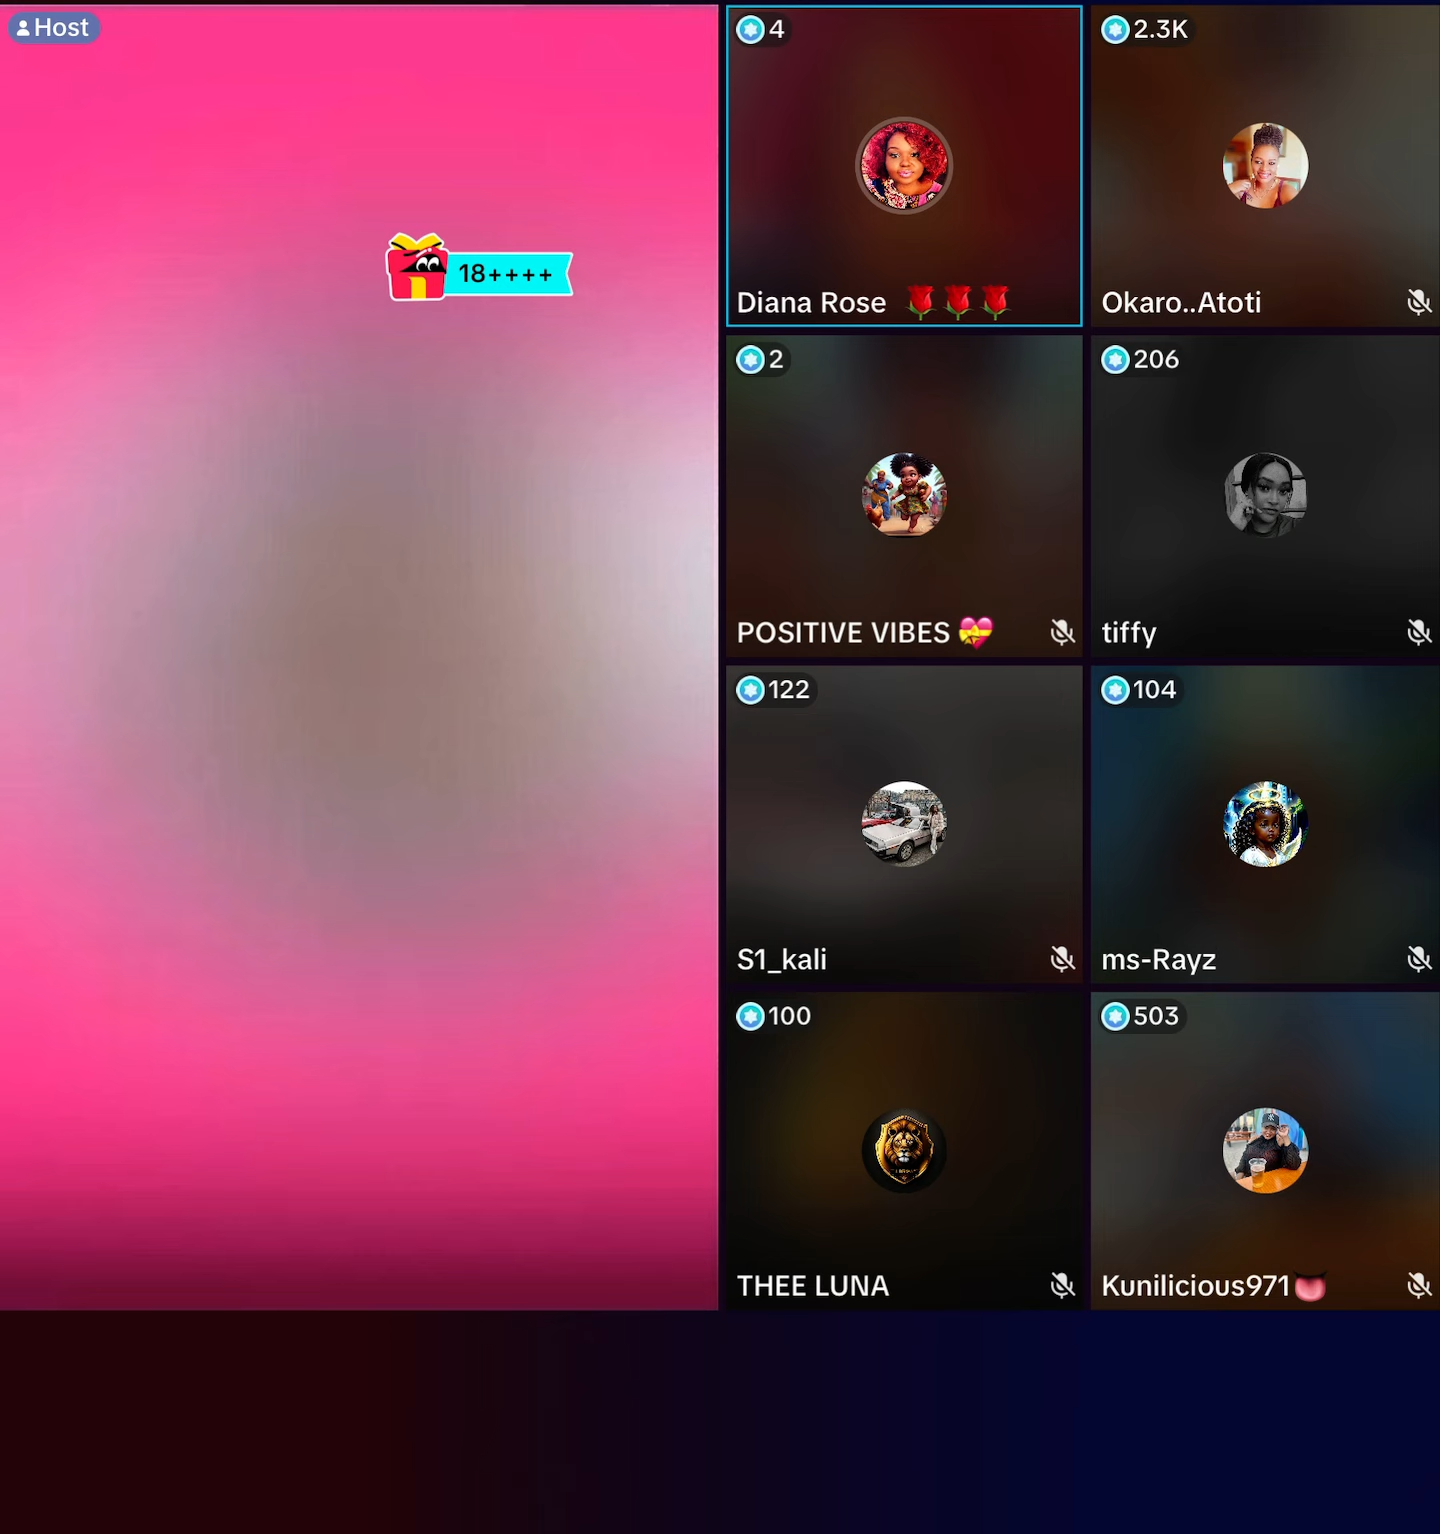 Host
18++++
4
Diana Rose 🌹🌹🌹
2.3K
Okaro..Atoti
2
POSITIVE VIBES 💝
206
tiffy
122
S1_kali
104
ms-Rayz
100
THEE LUNA
503
Kunilicious971👅